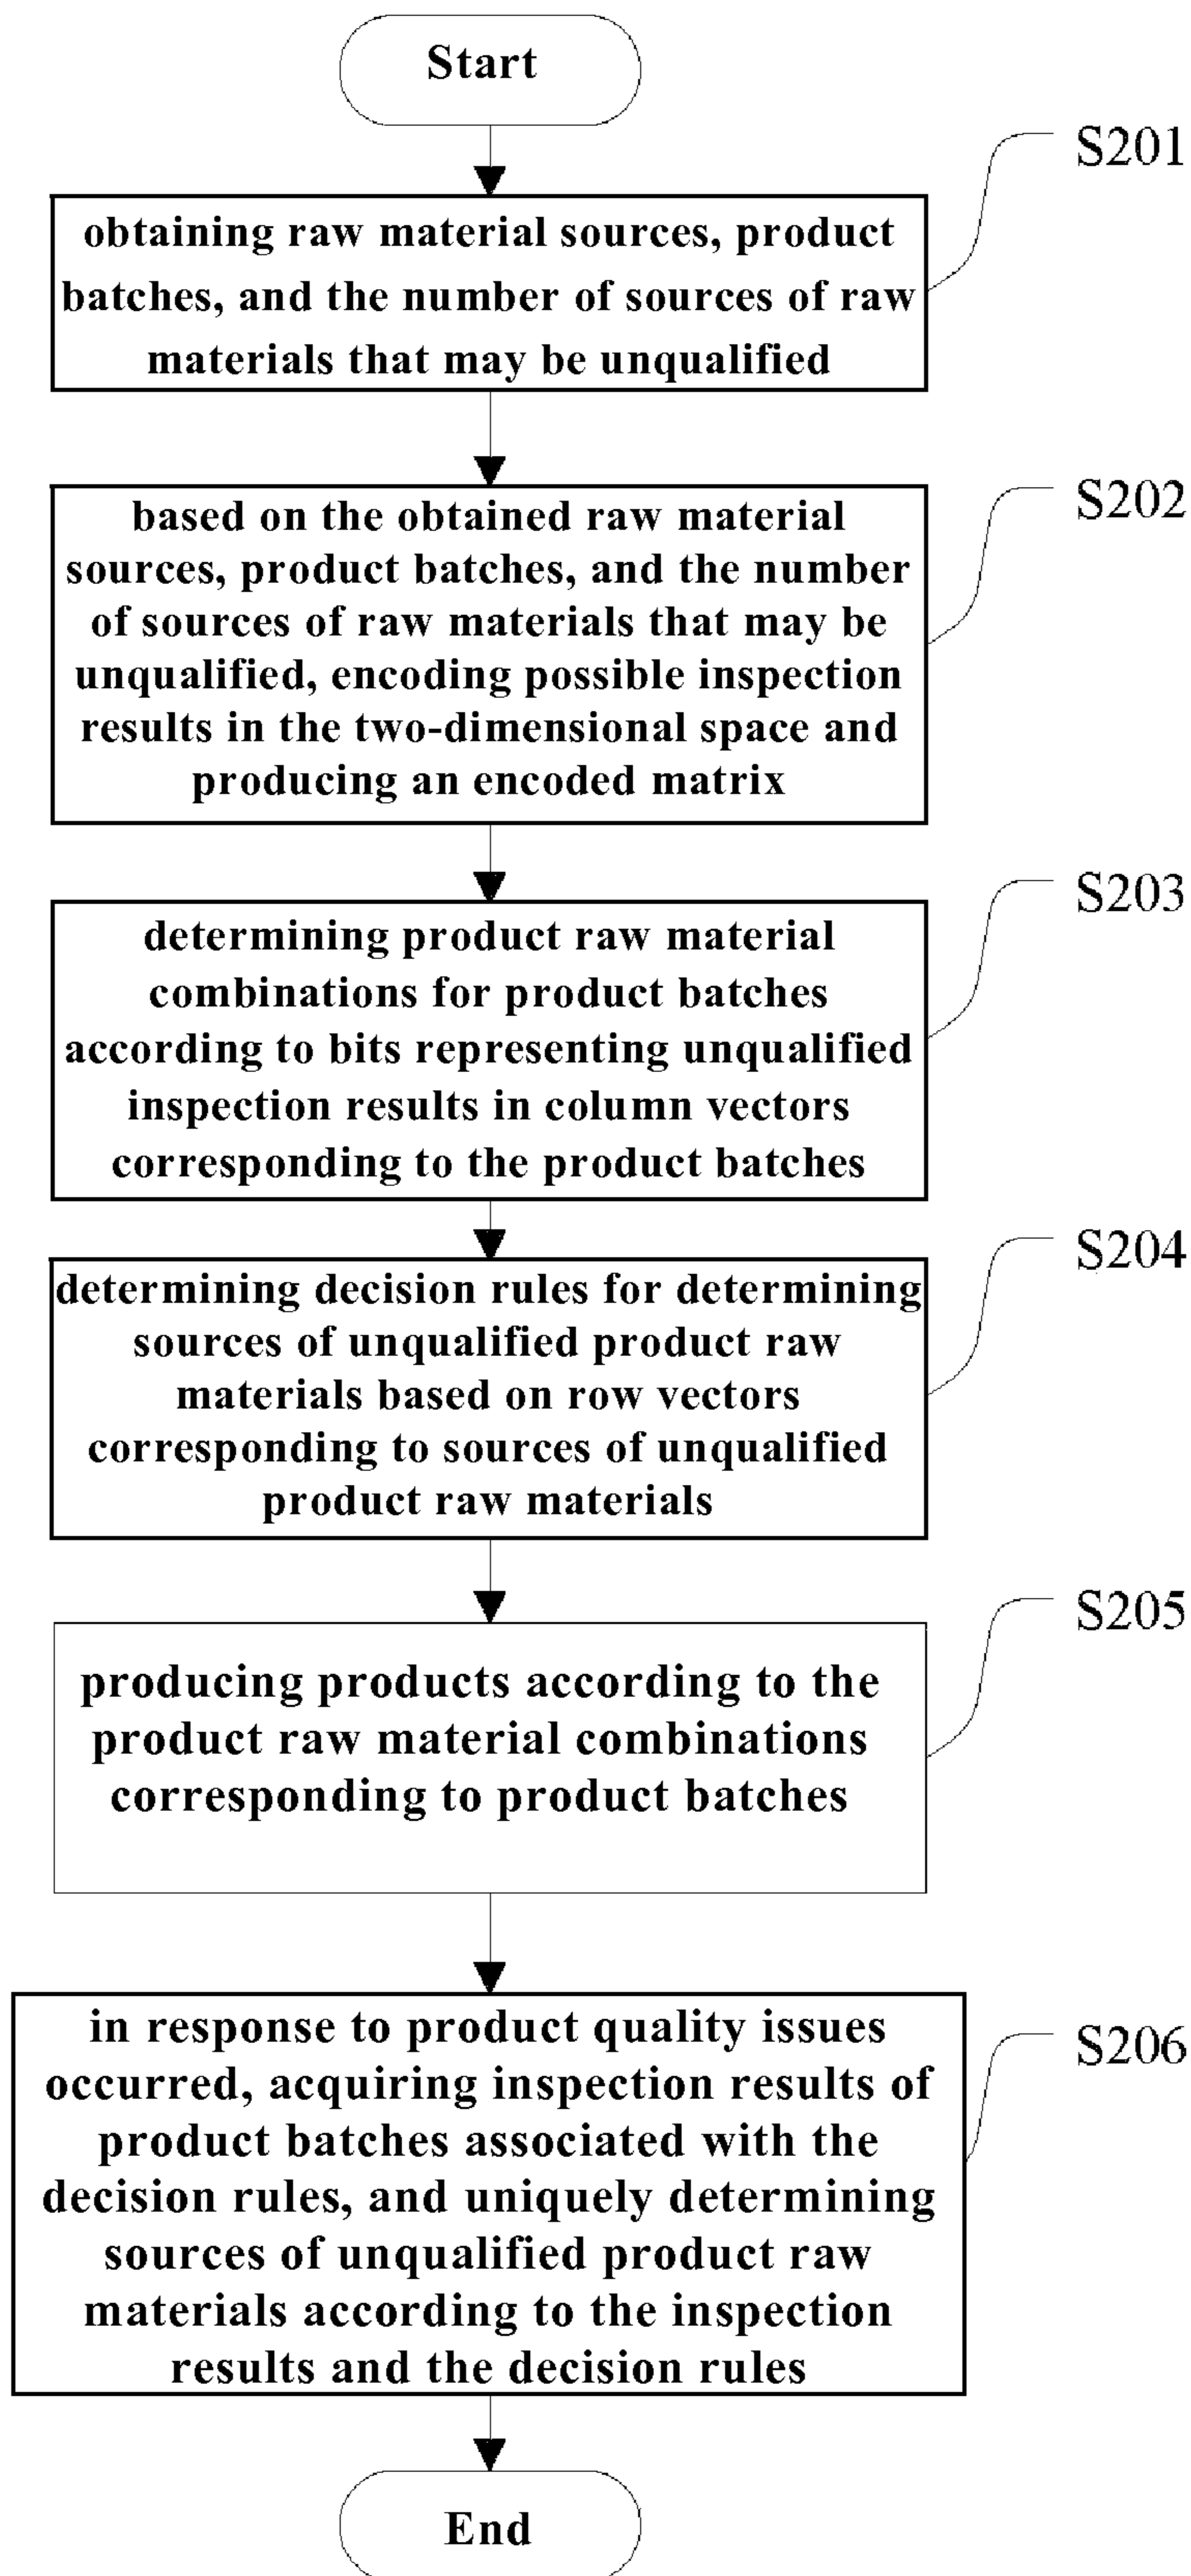 Start
S201
obtaining raw material sources, product
batches, and the number of sources of raw
materials that may be unqualified
S202
based on the obtained raw material
sources, product batches, and the number
of sources of raw materials that may be
unqualified, encoding possible inspection
results in the two-dimensional space and
producing an encoded matrix
S203
determining product raw material
combinations for product batches
according to bits representing unqualified
inspection results in column vectors
corresponding to the product batches
S204
determining decision rules for determining
sources of unqualified product raw
materials based on row vectors
corresponding to sources of unqualified
product raw materials
S205
producing products according to the
product raw material combinations
corresponding to product batches
S206
in response to product quality issues
occurred, acquiring inspection results of
product batches associated with the
decision rules, and uniquely determining
sources of unqualified product raw
materials according to the inspection
results and the decision rules
End